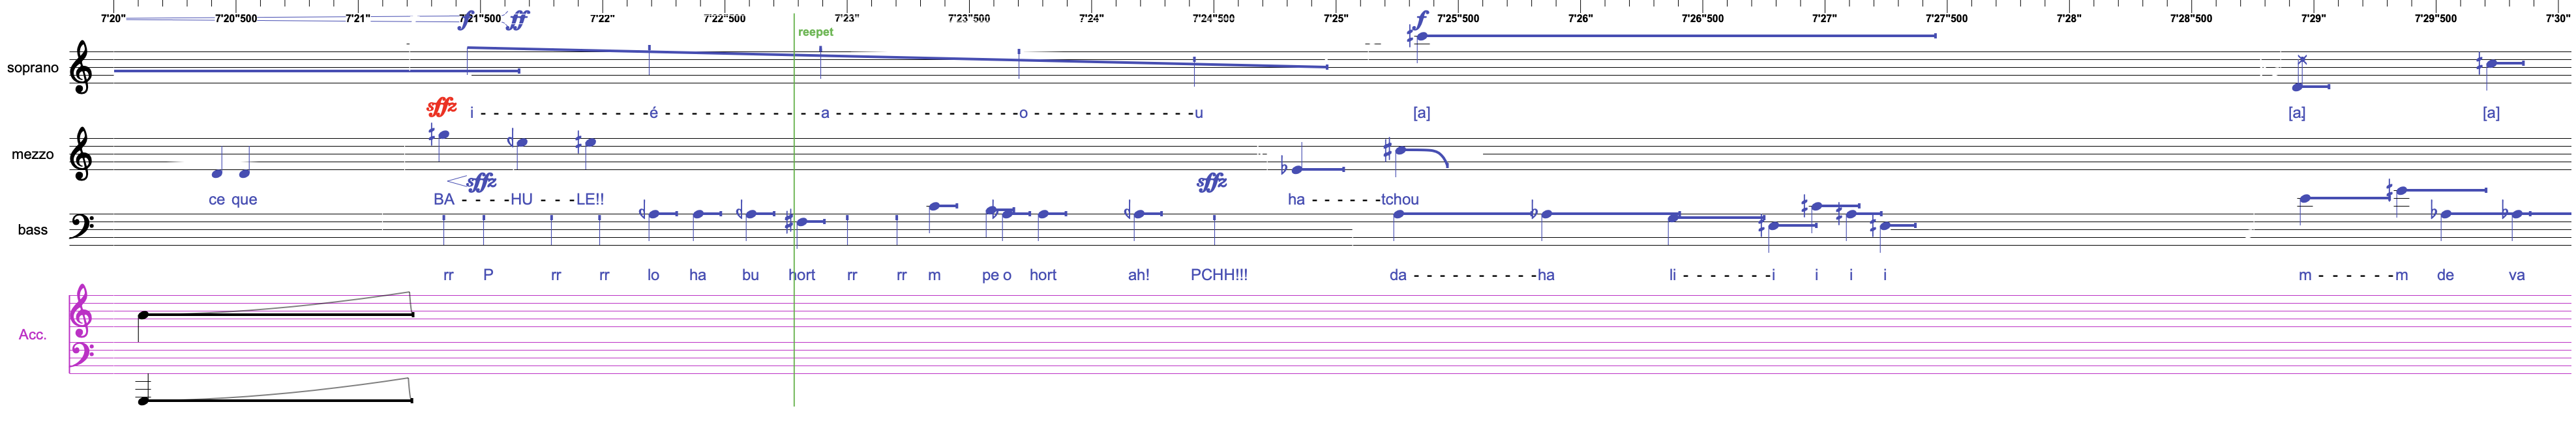 7'20" 7'20"500 7'21" 7'21"500 7'22" 7'22"500 7'23" 7'23"500 7'24" 7'24"500 7'25" 7'25"500 7'26" 7'26"500 7'27" 7'27"500 7'28" 7'28"500 7'29" 7'29"500 7'30"
f ff f
reepet
soprano
sffz i - - - - - - - - - - - - -é- - - - - - - - - - - - -a- - - - - - - - - - - - - - -o- - - - - - - - - - - - - -u [a] [a] [a]
mezzo
sffz sffz
ce que BA - - - -HU - - -LE!! ha - - - - - -tchou
bass
rr P rr rr lo ha bu hort rr rr m pe o hort ah! PCHH!!! da - - - - - - - - - -ha li - - - - - - -i i i i m - - - - - -m de va
Acc.